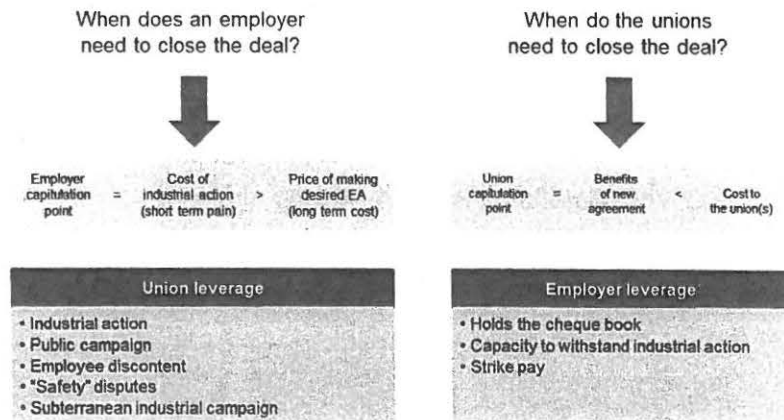 When does an employer
need to close the deal?
When do the unions
need to close the deal?
Employer
capitulation
point
=
Cost of
industrial action
(short term pain)
>
Price of making
desired EA
(long term cost)
Union
capitulation
point
=
Benefits
of new
agreement
<
Cost to
the union(s)
Union leverage
• Industrial action
• Public campaign
• Employee discontent
• "Safety" disputes
• Subterranean industrial campaign
Employer leverage
• Holds the cheque book
• Capacity to withstand industrial action
• Strike pay